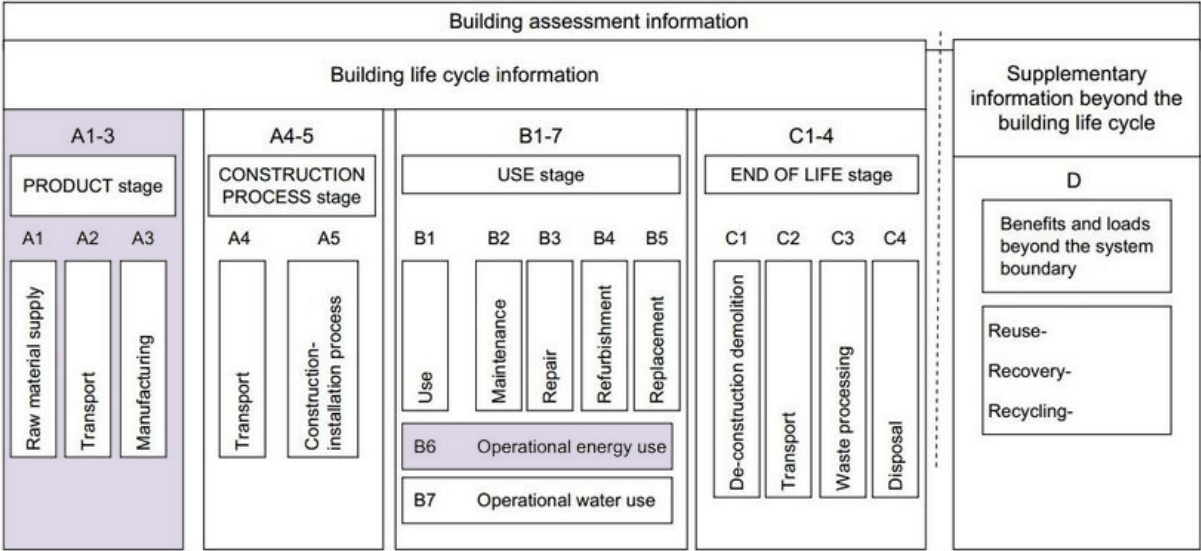 Building assessment information
Building life cycle information
Supplementary
information beyond the
building life cycle
A1-3
PRODUCT stage
A1
A2
A3
Raw material supply
Transport
Manufacturing
A4-5
CONSTRUCTION
PROCESS stage
A4
A5
Transport
Construction-
installation process
B1-7
USE stage
B1
B2
B3
B4
B5
Use
Maintenance
Repair
Refurbishment
Replacement
B6 Operational energy use
B7 Operational water use
C1-4
END OF LIFE stage
C1
C2
C3
C4
De-construction demolition
Transport
Waste processing
Disposal
D
Benefits and loads
beyond the system
boundary
Reuse-
Recovery-
Recycling-